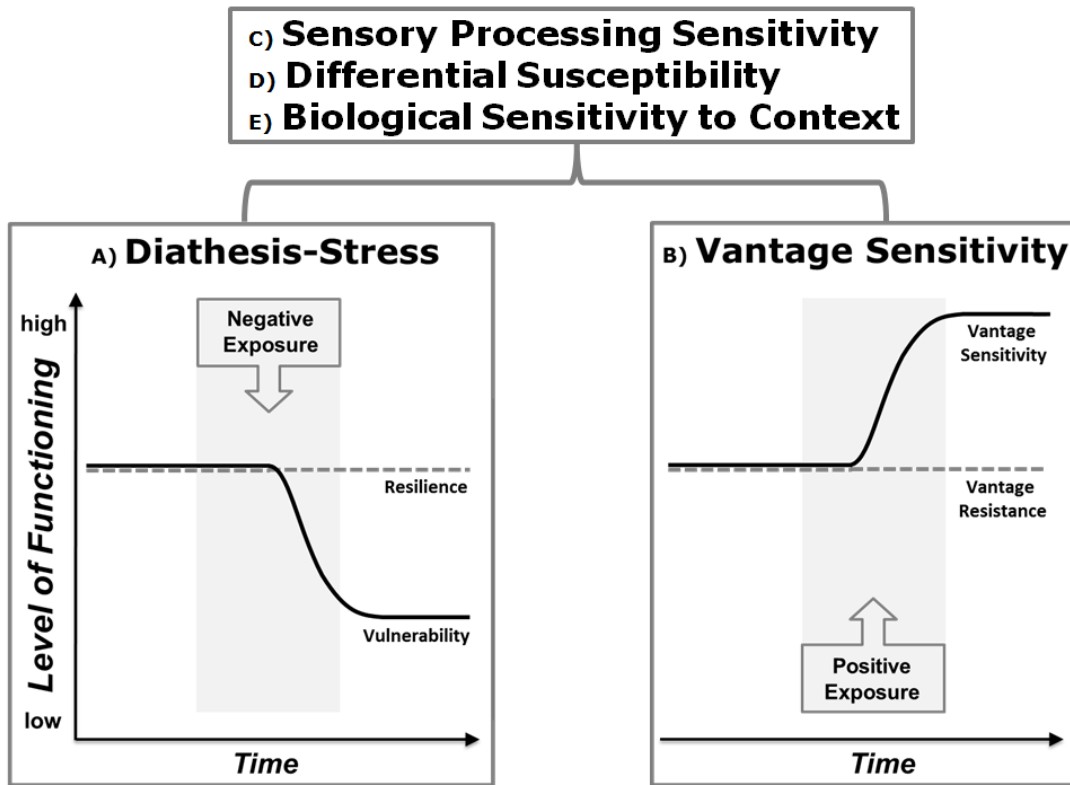 C) Sensory Processing Sensitivity
D) Differential Susceptibility
E) Biological Sensitivity to Context
A) Diathesis-Stress
high
Level of Functioning
low
Negative
Exposure
Resilience
Vulnerability
Time
B) Vantage Sensitivity
Vantage
Sensitivity
Vantage
Resistance
Positive
Exposure
Time